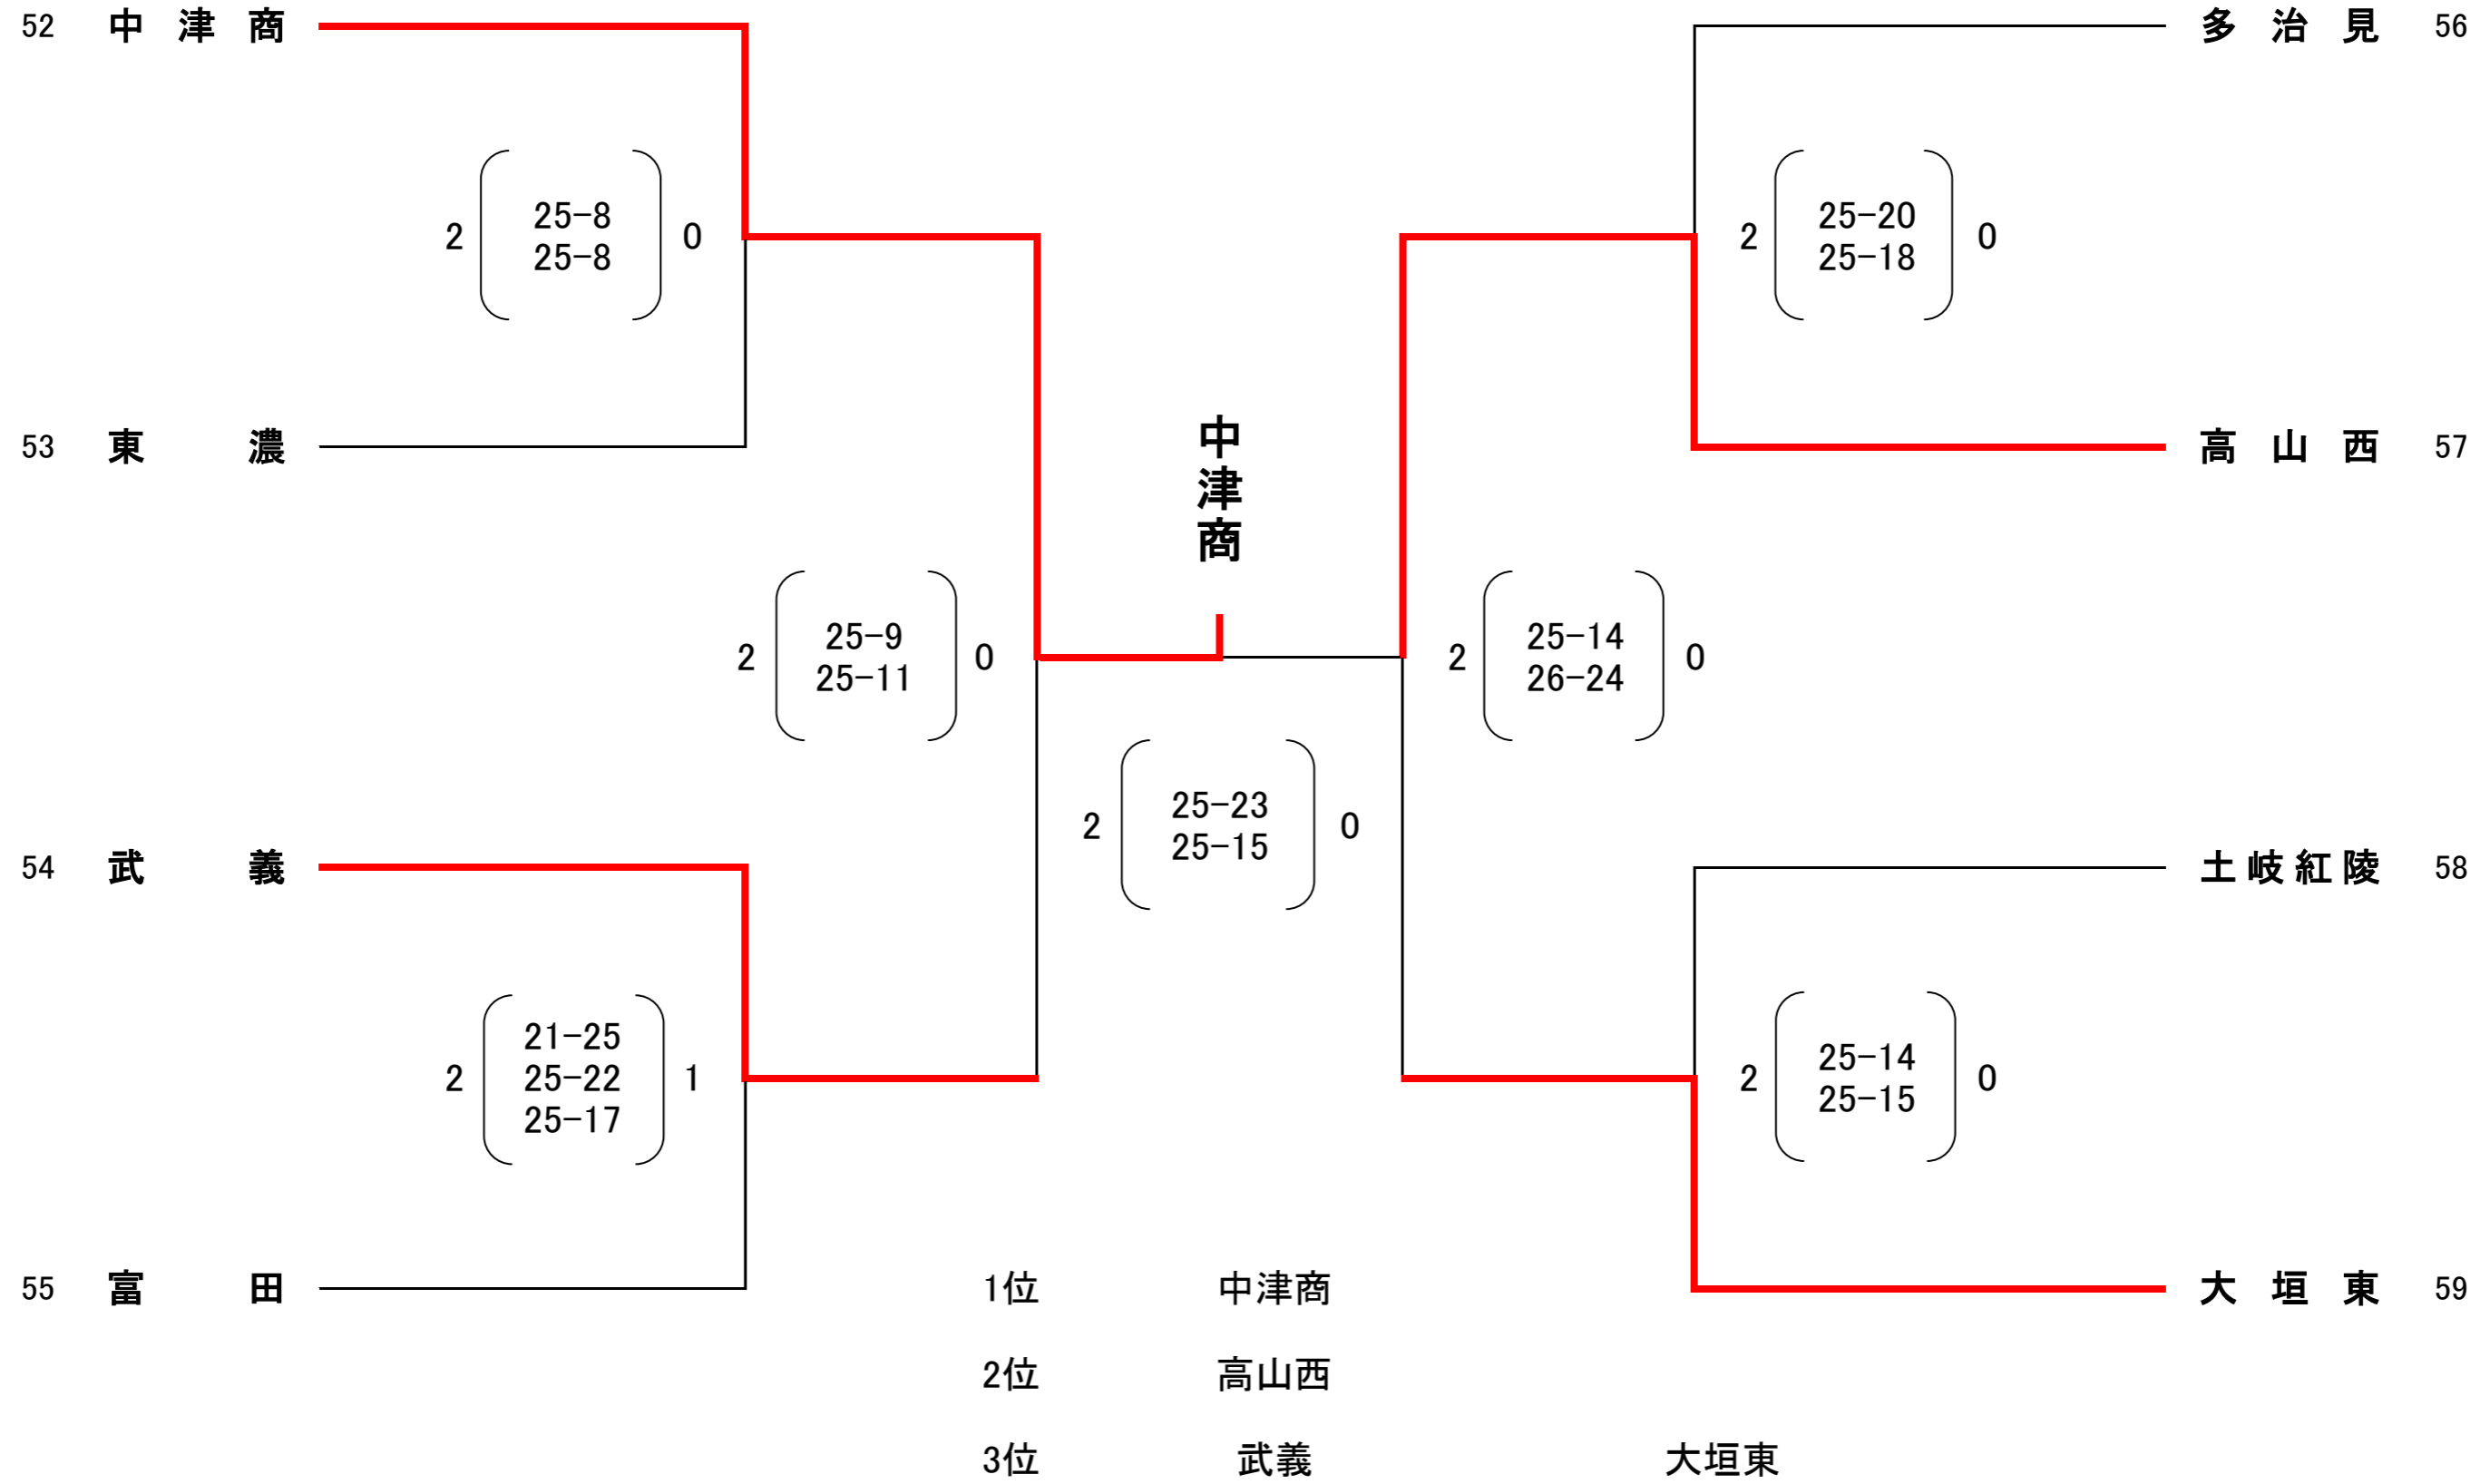 52 中津商
多治見 56
2 25-8 0
25-8
2 25-20 0
25-18
53 東濃
高山西 57
中津商
2 25-9 0
25-11
2 25-14 0
26-24
2 25-23 0
25-15
54 武義
土岐紅陵 58
21-25
2 25-22 1
25-17
2 25-14 0
25-15
55 富田
大垣東 59
1位 中津商
2位 高山西
3位 武義 大垣東